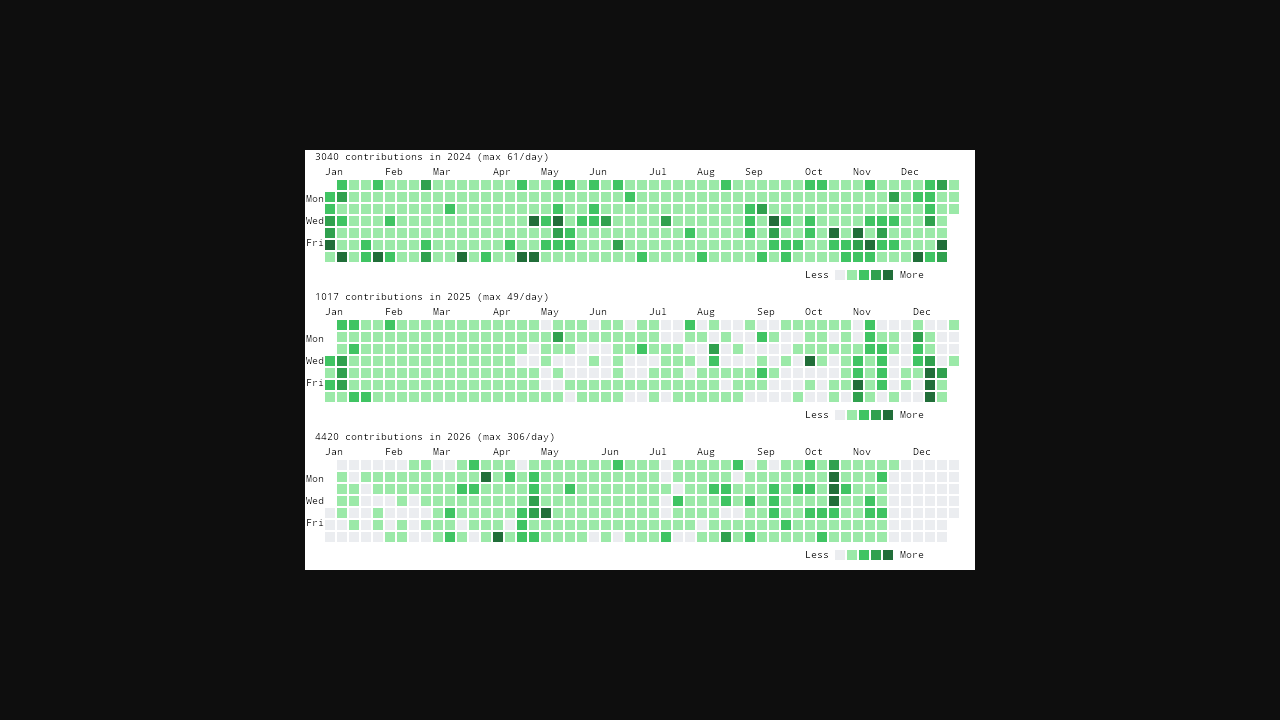 3040 contributions in 2024 (max 61/day)
Jan Feb Mar Apr May Jun Jul Aug Sep Oct Nov Dec
Mon
Wed
Fri
Less More
1017 contributions in 2025 (max 49/day)
Jan Feb Mar Apr May Jun Jul Aug Sep Oct Nov Dec
Mon
Wed
Fri
Less More
4420 contributions in 2026 (max 306/day)
Jan Feb Mar Apr May Jun Jul Aug Sep Oct Nov Dec
Mon
Wed
Fri
Less More